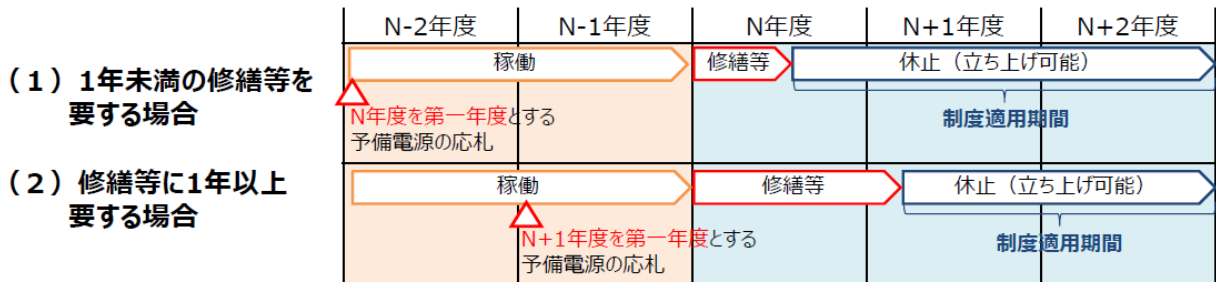 N-2年度 N-1年度 N年度 N+1年度 N+2年度
（１）1年未満の修繕等を
要する場合
稼働 修繕等 休止（立ち上げ可能）
N年度を第一年度とする
予備電源の応札
制度適用期間
（２）修繕等に1年以上
要する場合
稼働 修繕等 休止（立ち上げ可能）
N+1年度を第一年度とする
予備電源の応札
制度適用期間